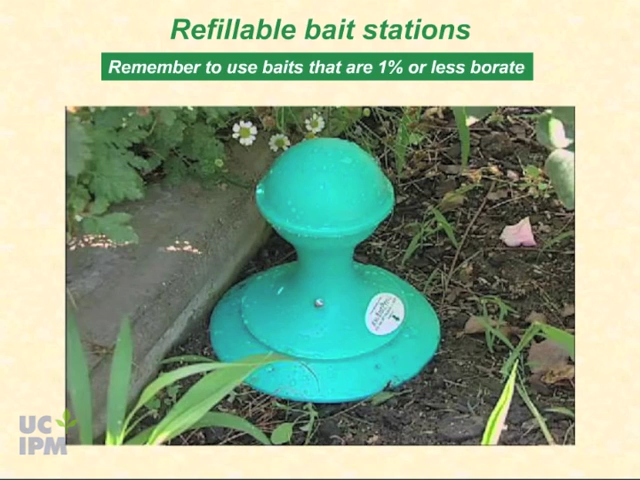 Refillable bait stations
Remember to use baits that are 1% or less borate
UC
IPM